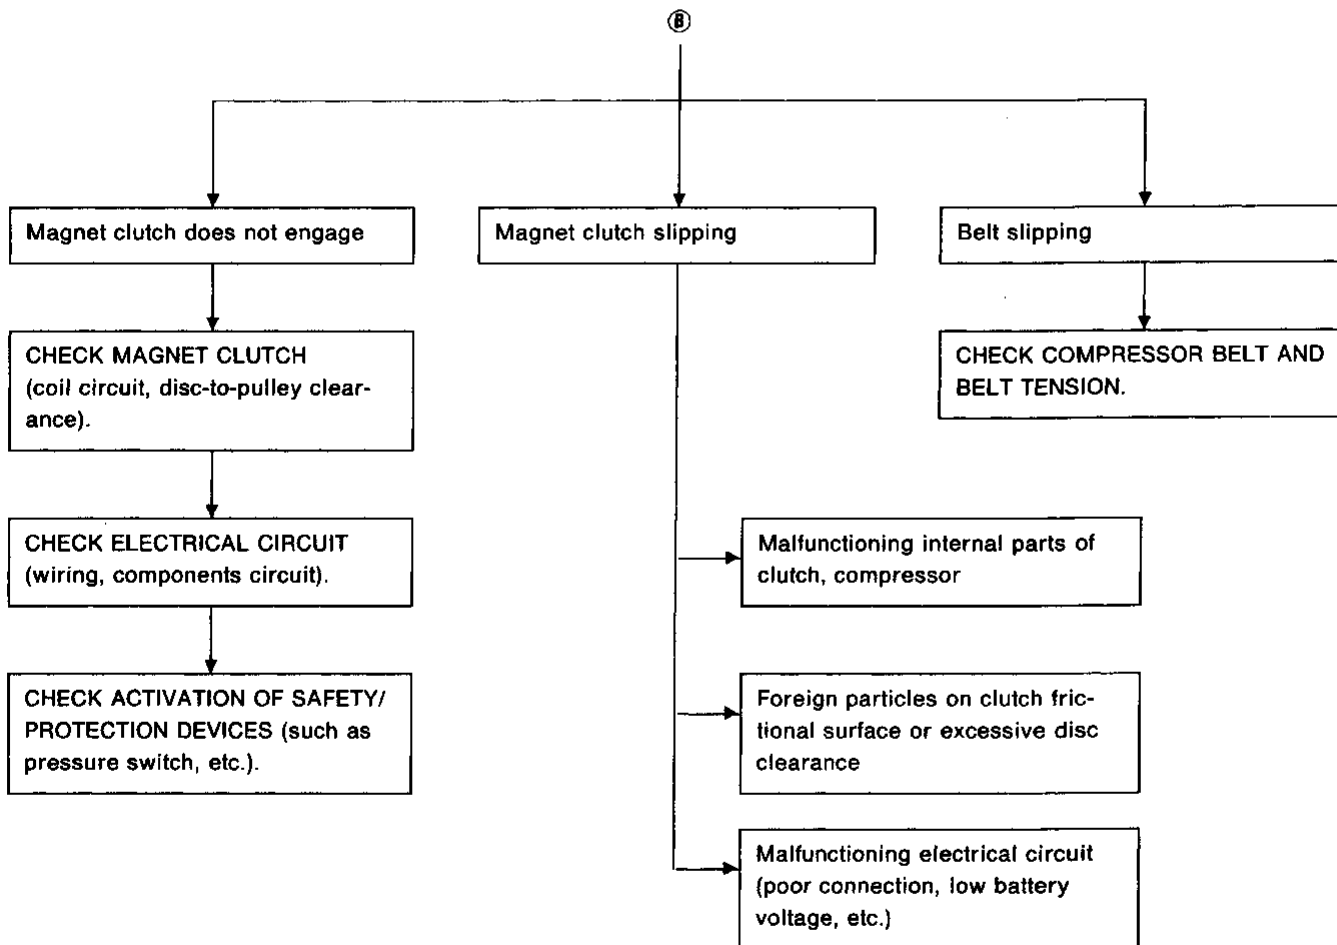 B
Magnet clutch does not engage
Magnet clutch slipping
Belt slipping
CHECK MAGNET CLUTCH
(coil circuit, disc-to-pulley clear-
ance).
CHECK COMPRESSOR BELT AND
BELT TENSION.
CHECK ELECTRICAL CIRCUIT
(wiring, components circuit).
Malfunctioning internal parts of
clutch, compressor
CHECK ACTIVATION OF SAFETY/
PROTECTION DEVICES (such as
pressure switch, etc.).
Foreign particles on clutch fric-
tional surface or excessive disc
clearance
Malfunctioning electrical circuit
(poor connection, low battery
voltage, etc.)